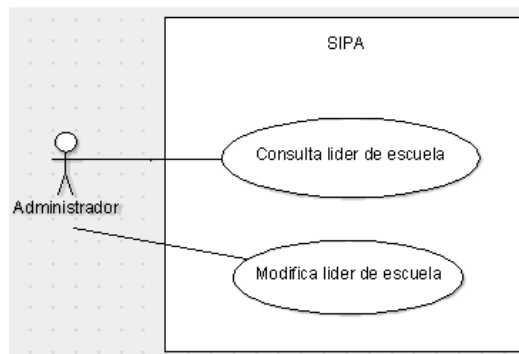 SIPA
Consulta lider de escuela
Administrador
Modifica lider de escuela